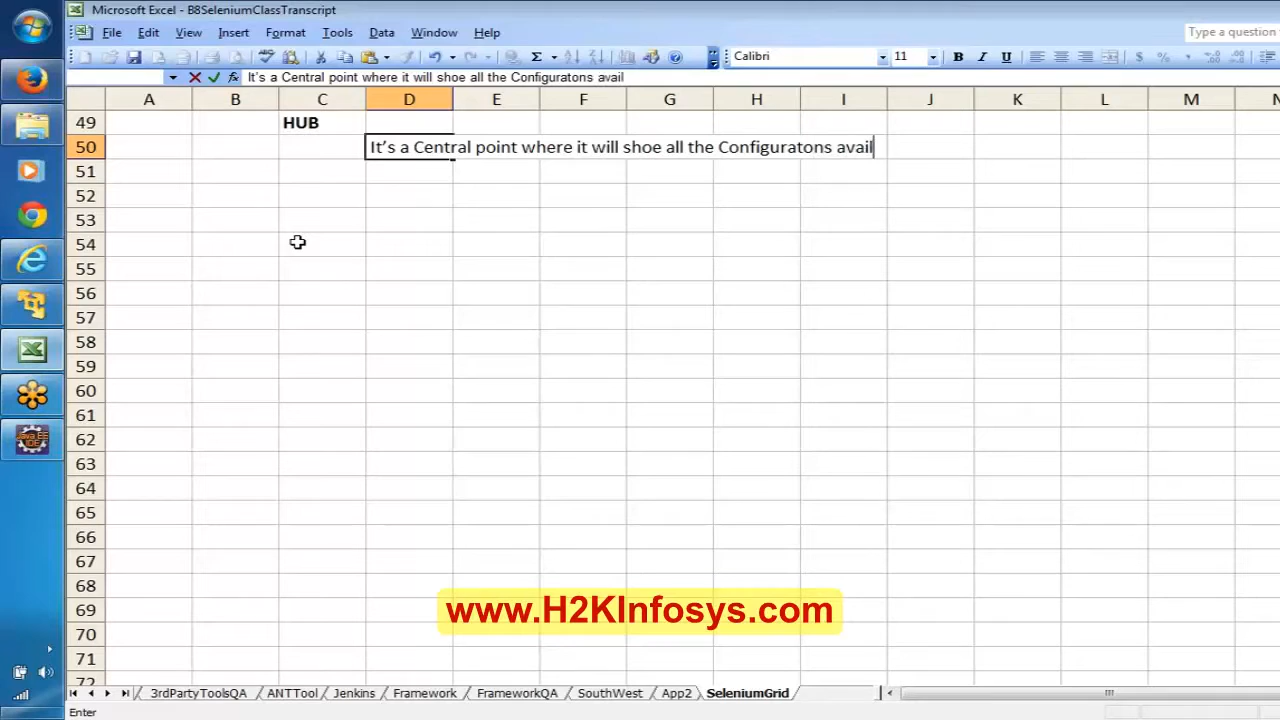 Microsoft Excel - B8SeleniumClassTranscript
File Edit View Insert Format Tools Data Window Help
Type a question
Calibri 11 B I U
It's a Central point where it will shoe all the Configuratons avail
A B C D E F G H I J K L M N
49 HUB
50 It's a Central point where it will shoe all the Configuratons avail
51
52
53
54
55
56
57
58
59
60
61
62
63
64
65
66
67
68
69
www.H2KInfosys.com
70
71
72
3rdPartyToolsQA ANTTool Jenkins Framework FrameworkQA SouthWest App2 SeleniumGrid
Enter